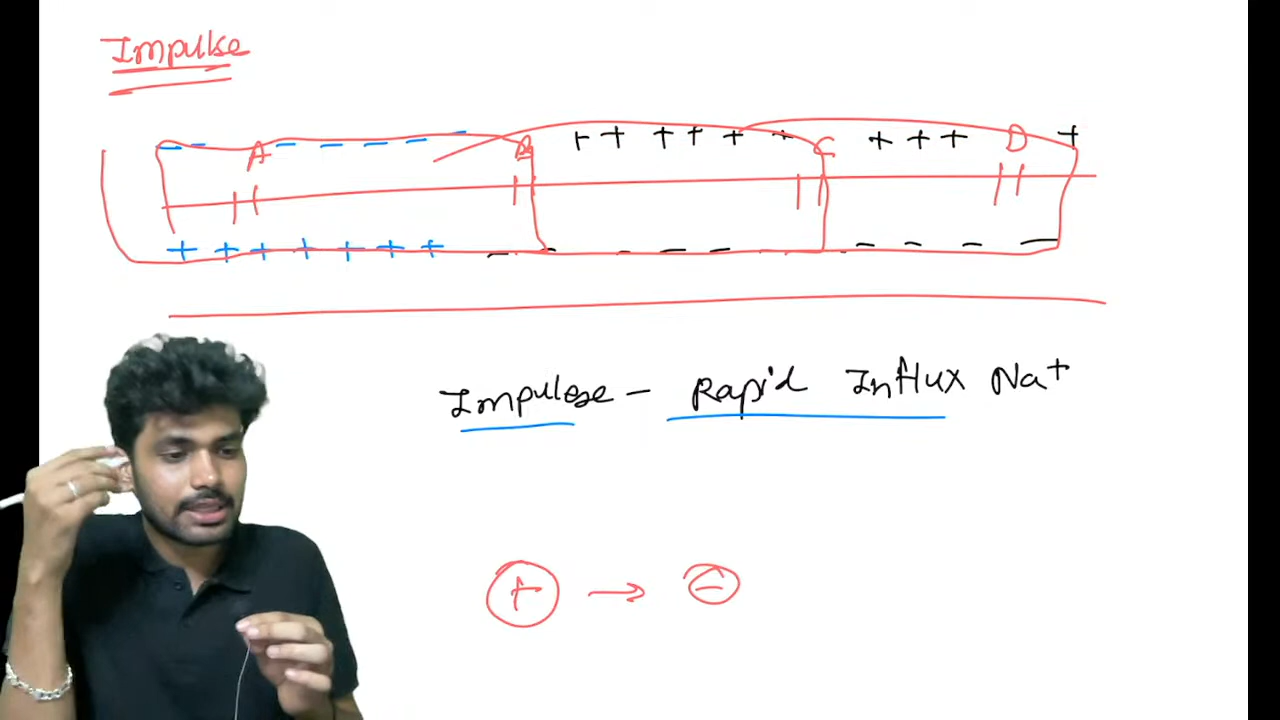 Impulse
- - - - - - - + + + + + + + + + D +
A B C
+ + + + + + + - - - - - - - - - -
Impulse - Rapid Influx Na+
+ → -